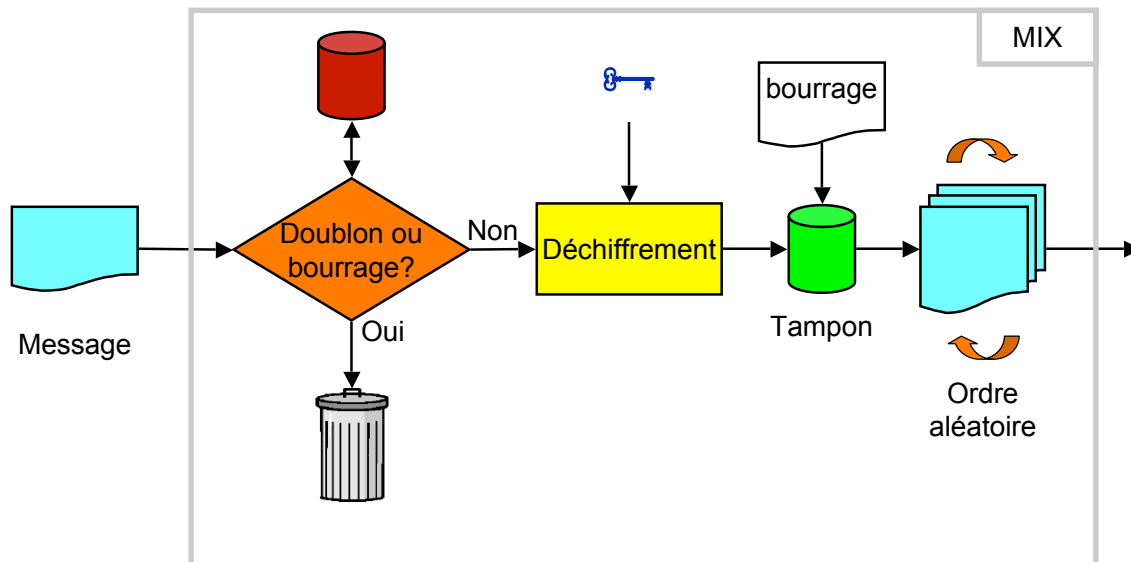 MIX
bourrage
Doublon ou
bourrage?
Non
Déchiffrement
Oui
Tampon
Message
Ordre
aléatoire